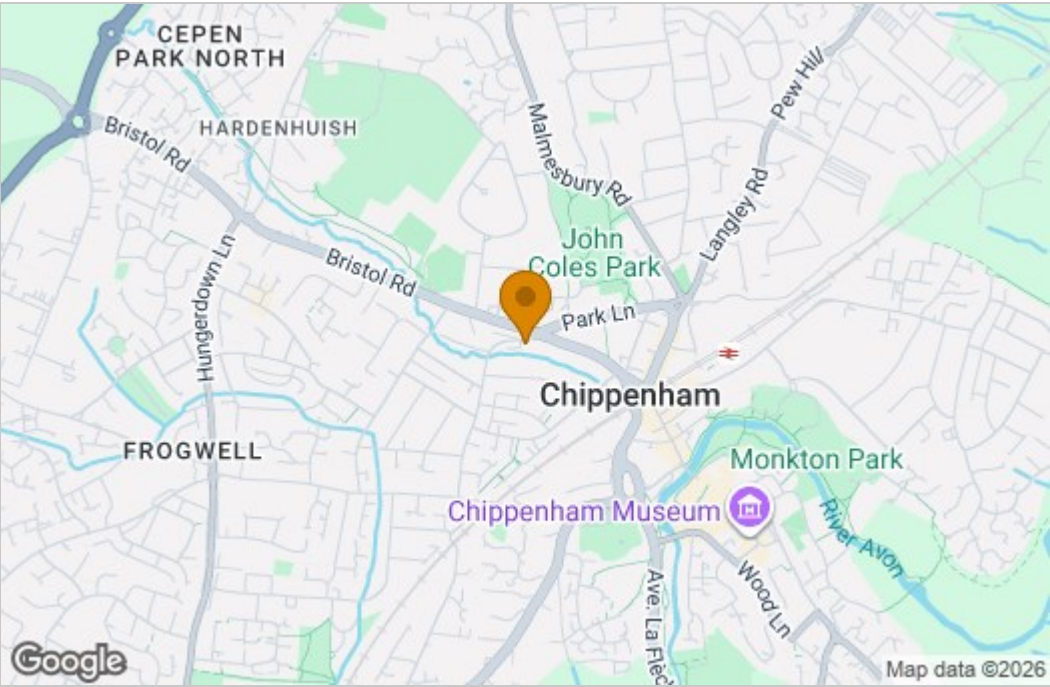 CEPEN
PARK NORTH
Bristol Rd
HARDENHUISH
Malmesbury Rd
Pew Hill
Langley Rd
Hungerdown Ln
Bristol Rd
John
Coles Park
Park Ln
Chippenham
FROGWELL
Monkton Park
Chippenham Museum
River Avon
Wood Ln
Ave. La Flèc
Google
Map data ©2026